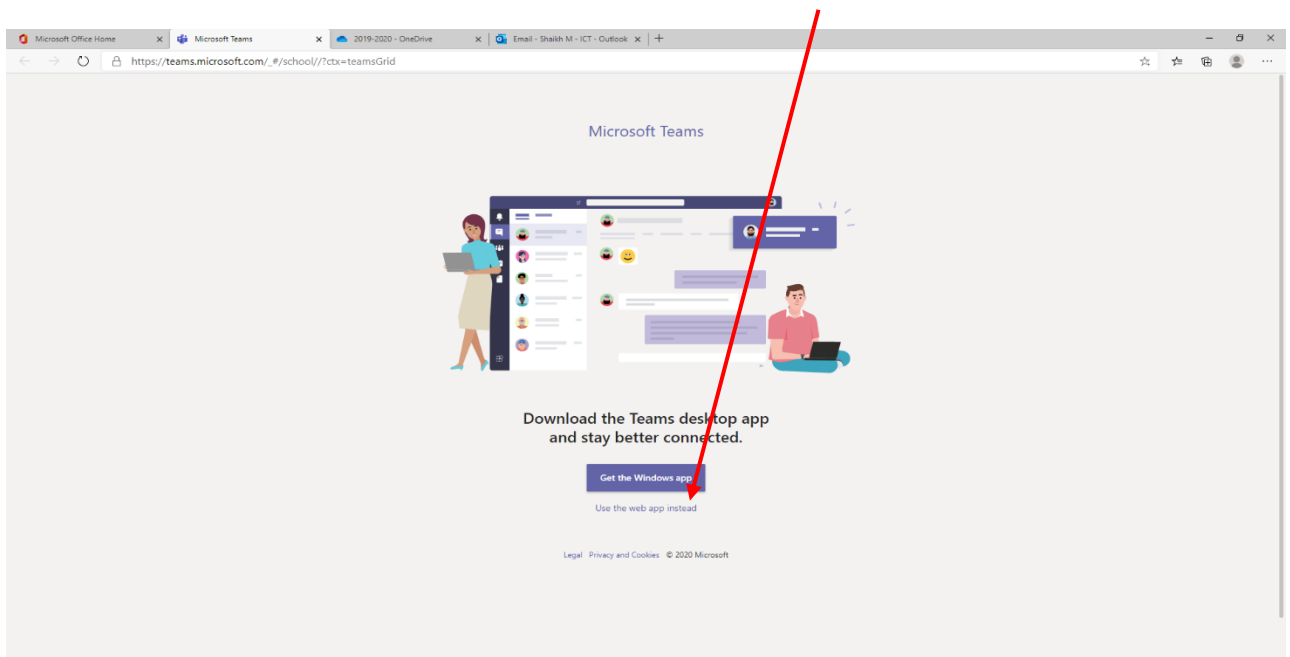 Microsoft Office Home
Microsoft Teams
2019-2020 - OneDrive
Email - Shaikh M - ICT - Outlook
https://teams.microsoft.com/_#/school//?ctx=teamsGrid
Microsoft Teams
Download the Teams desktop app
and stay better connected.
Get the Windows app
Use the web app instead
Legal Privacy and Cookies © 2020 Microsoft